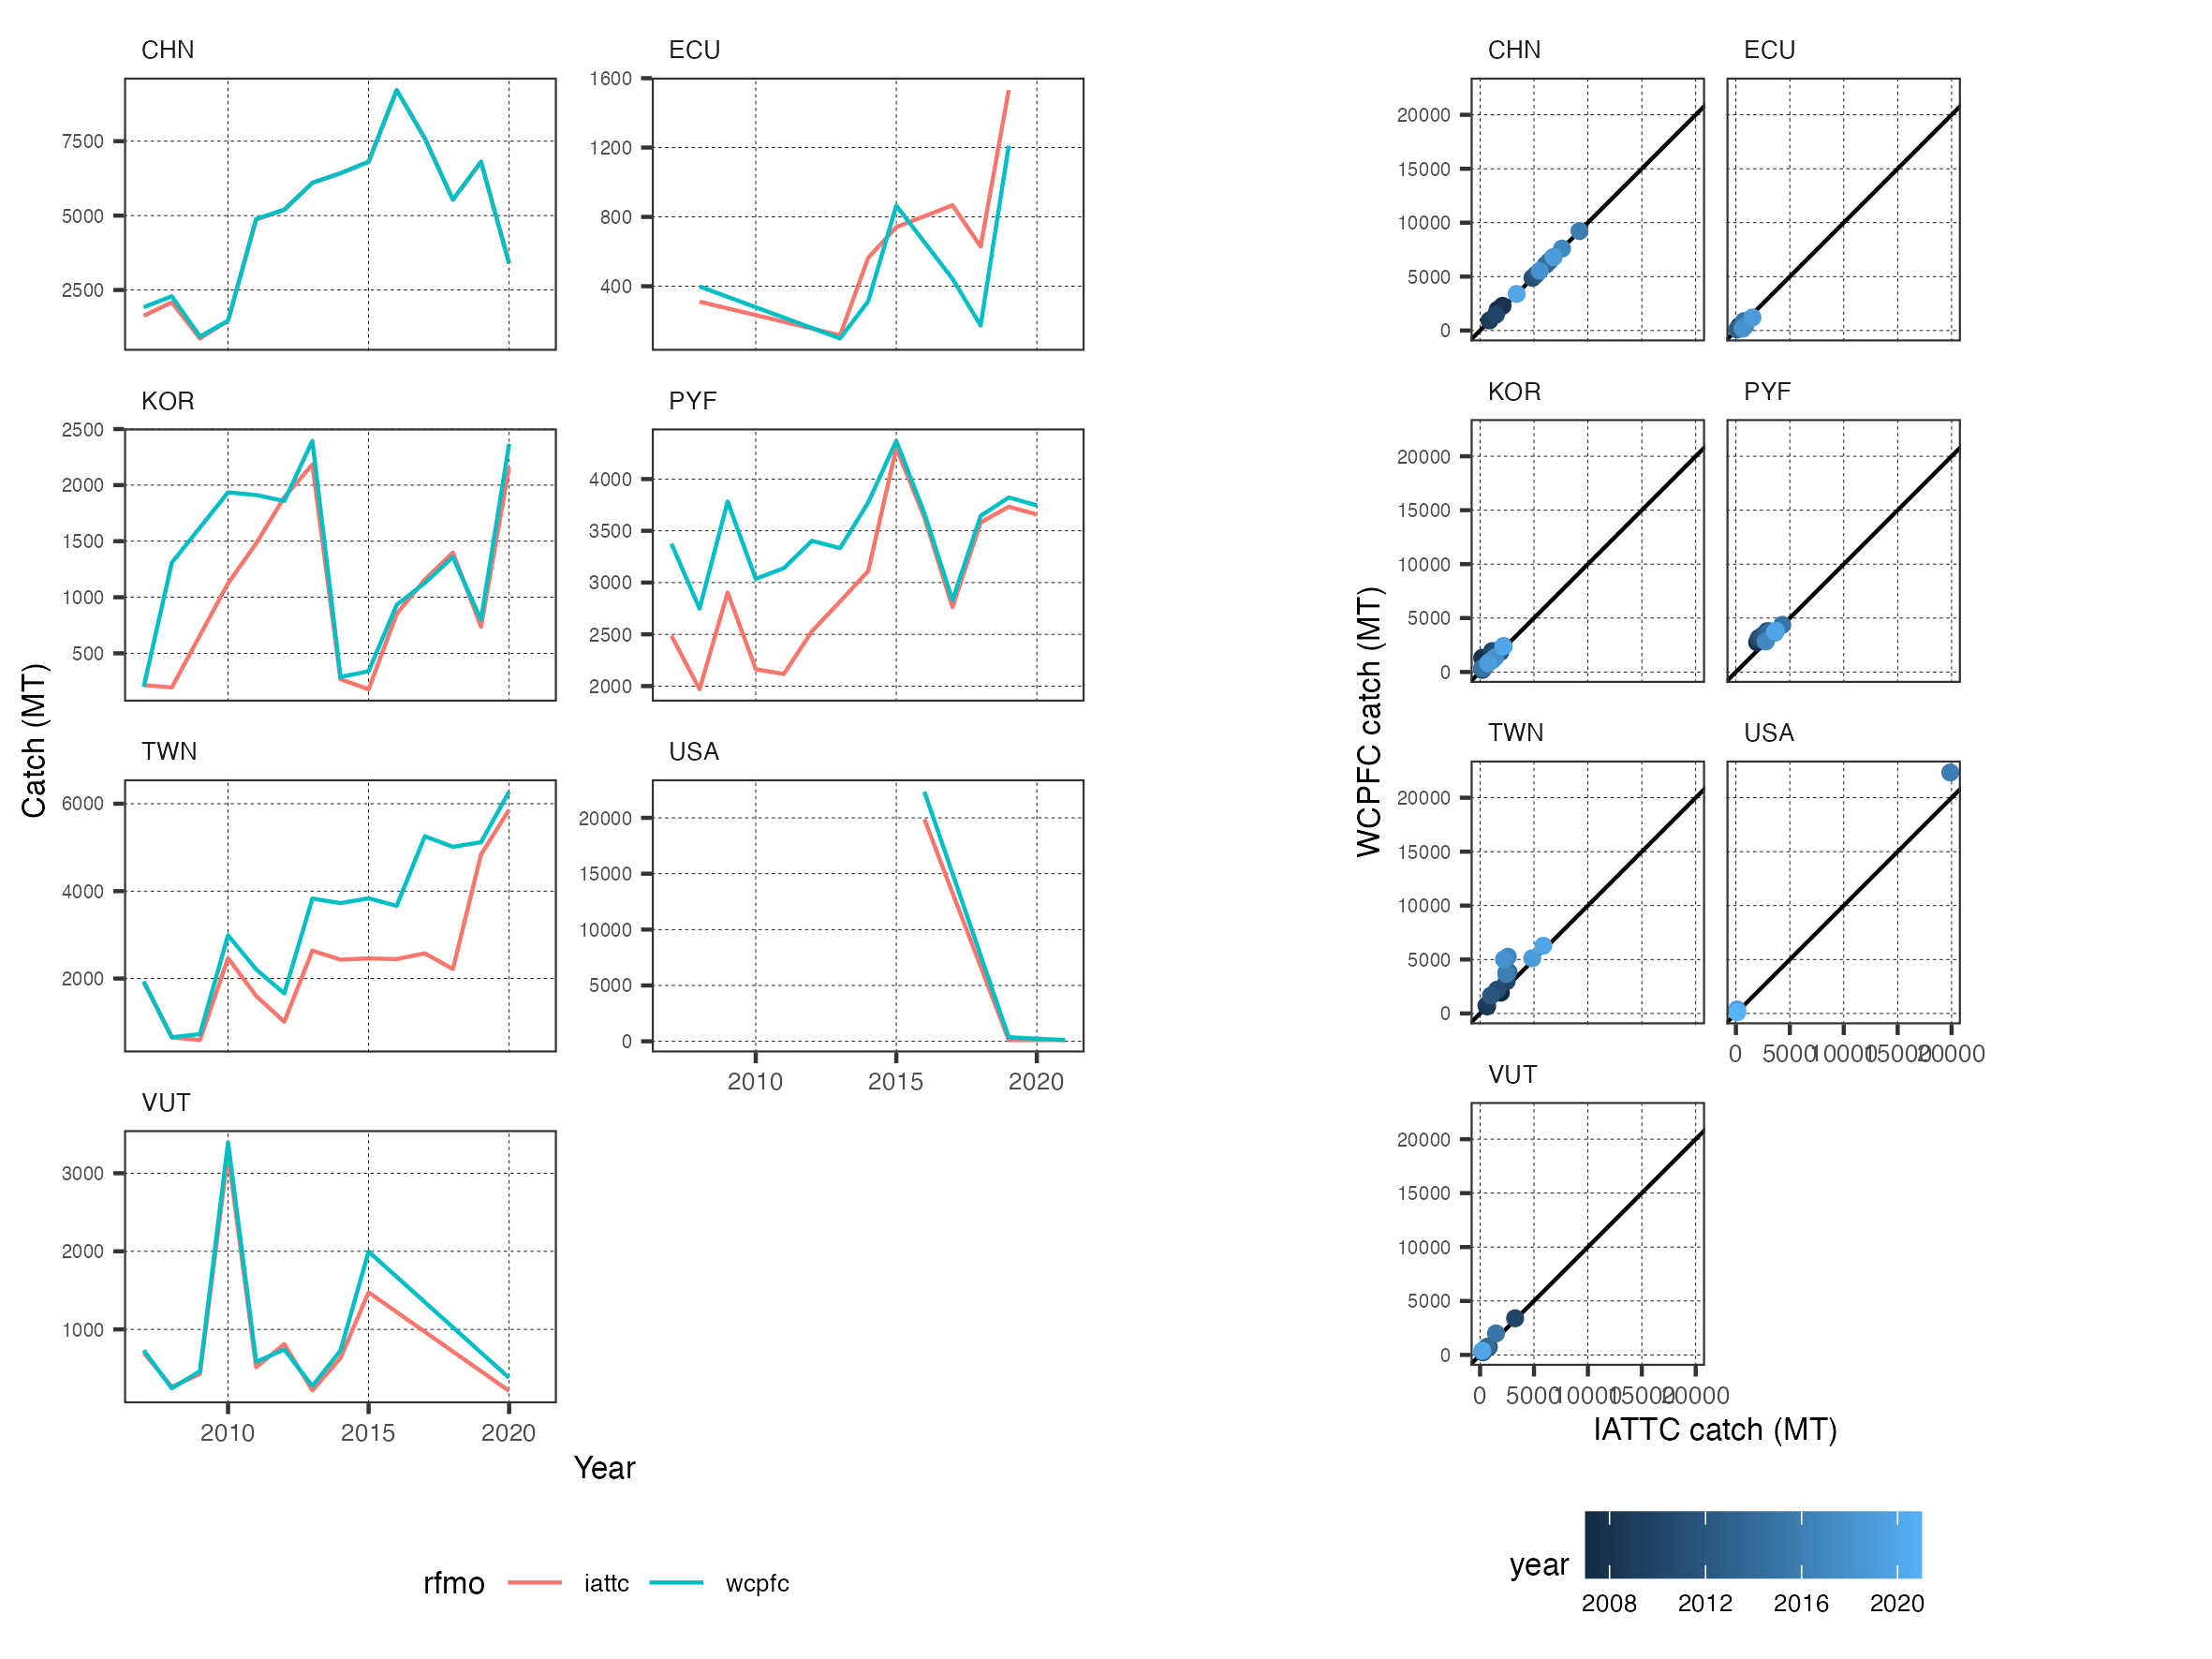 CHN
ECU
7500
5000
2500
1600
1200
800
400
KOR
PYF
2500
2000
1500
1000
500
4000
3500
3000
2500
2000
TWN
USA
6000
4000
2000
20000
15000
10000
5000
0
2010 2015 2020
VUT
3000
2000
1000
2010 2015 2020
Catch (MT)
Year
rfmo iattc wcpfc
CHN
ECU
20000
15000
10000
5000
0
KOR
PYF
20000
15000
10000
5000
0
TWN
USA
20000
15000
10000
5000
0
0 5000 10000 15000 20000
VUT
20000
15000
10000
5000
0
0 5000 10000 15000 20000
WCPFC catch (MT)
IATTC catch (MT)
year
2008 2012 2016 2020